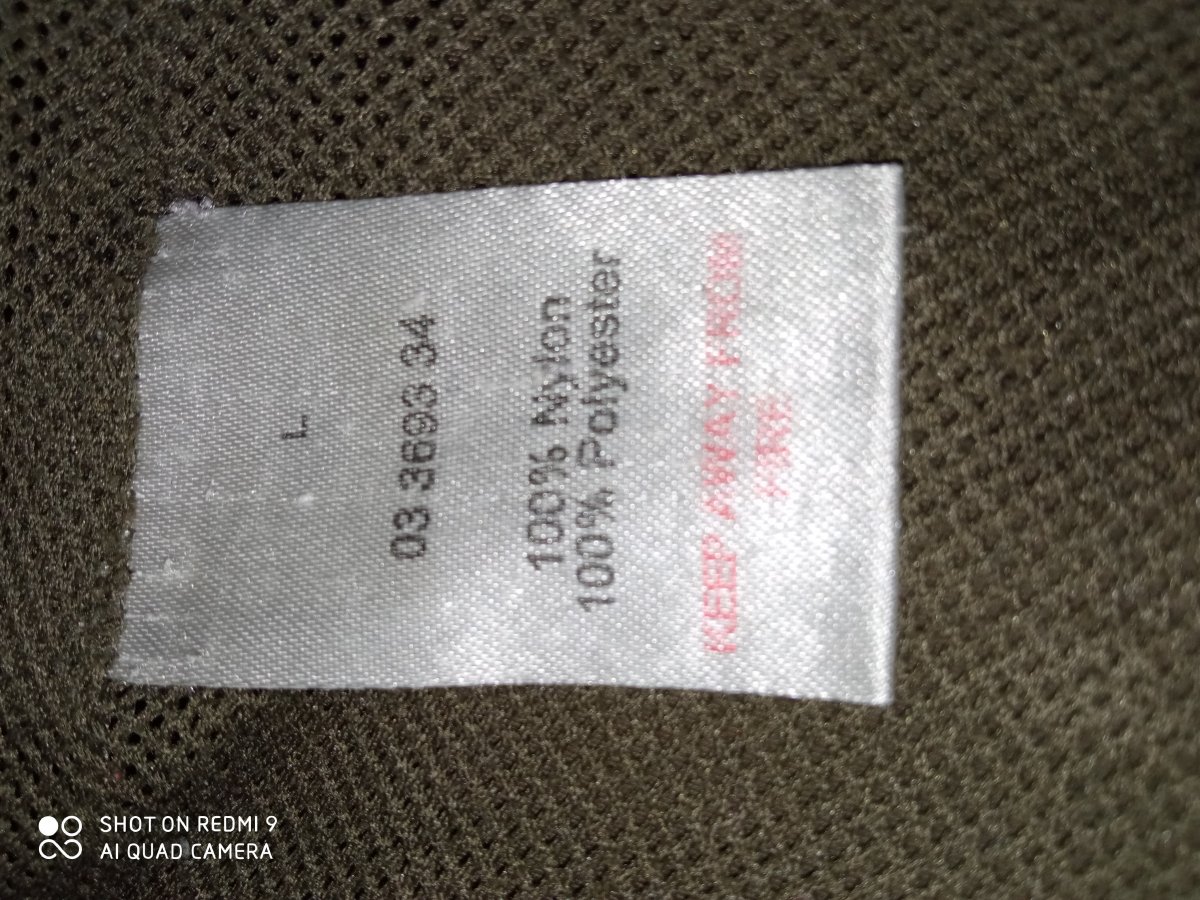 L
03 3693 34
100% Nylon
100% Polyester
KEEP AWAY FROM
FIRE
SHOT ON REDMI 9
AI QUAD CAMERA